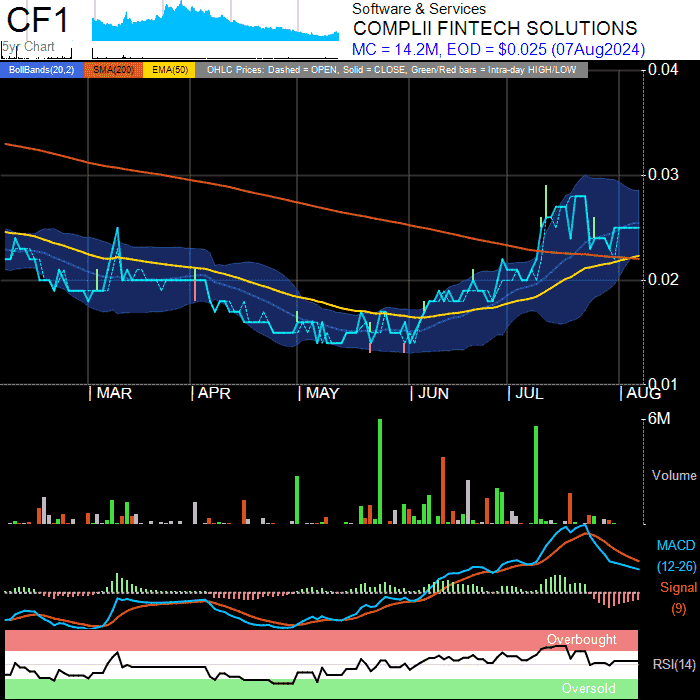 CF1
5yr Chart
Software & Services
COMPLII FINTECH SOLUTIONS
MC = 14.2M, EOD = $0.025 (07Aug2024)
BollBands(20,2) SMA(200) EMA(50) OHLC Prices: Dashed = OPEN, Solid = CLOSE, Green/Red bars = Intra-day HIGH/LOW
0.04
0.03
0.02
0.01
| MAR | APR | MAY | JUN | JUL | AUG
6M
Volume
MACD
(12-26)
Signal
(9)
Overbought
RSI(14)
Oversold